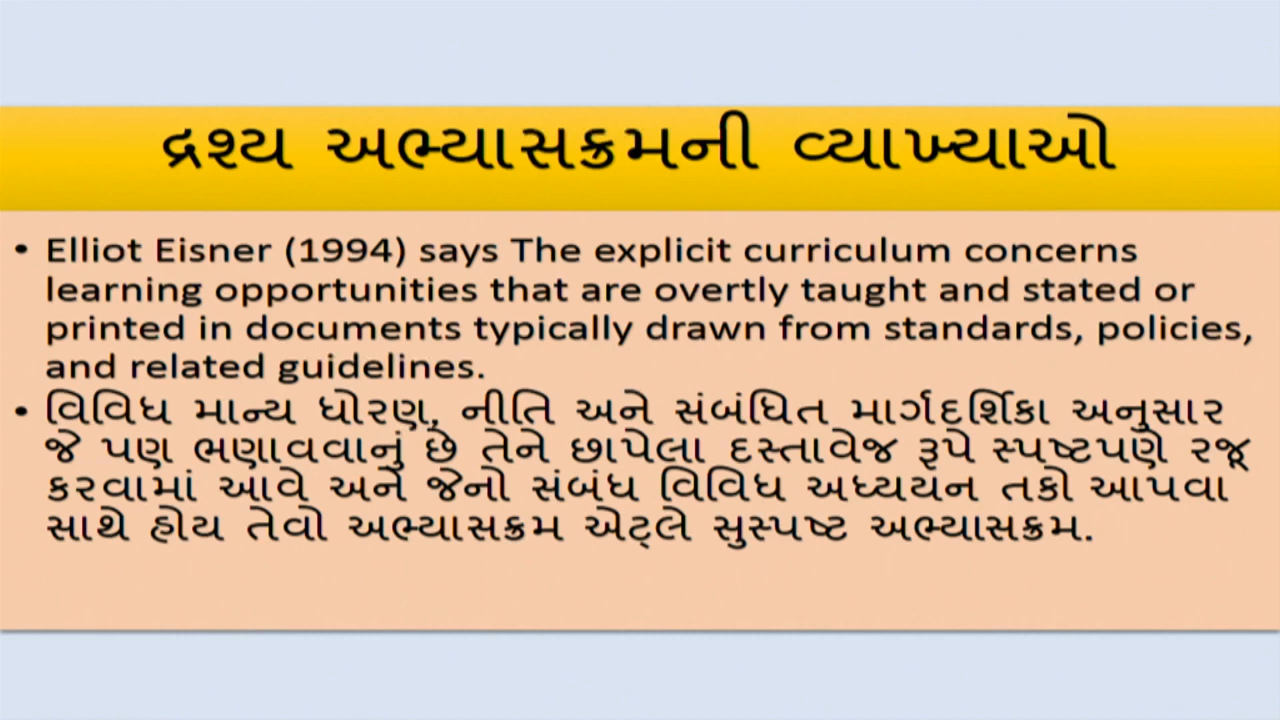 દ્રશ્ય અભ્યાસક્રમની વ્યાખ્યાઓ
• Elliot Eisner (1994) says The explicit curriculum concerns
learning opportunities that are overtly taught and stated or
printed in documents typically drawn from standards, policies,
and related guidelines.
• વિવિધ માન્ય ધોરણ, નીતિ અને સંબંધિત માર્ગદર્શિકા અનુસાર
જે પણ ભણાવવાનું છે તેને છાપેલા દસ્તાવેજ રૂપે સ્પષ્ટપણે રજૂ
કરવામાં આવે અને જેનો સંબંધ વિવિધ અધ્યયન તકો આપવા
સાથે હોય તેવો અભ્યાસક્રમ એટ્લે સુસ્પષ્ટ અભ્યાસક્રમ.